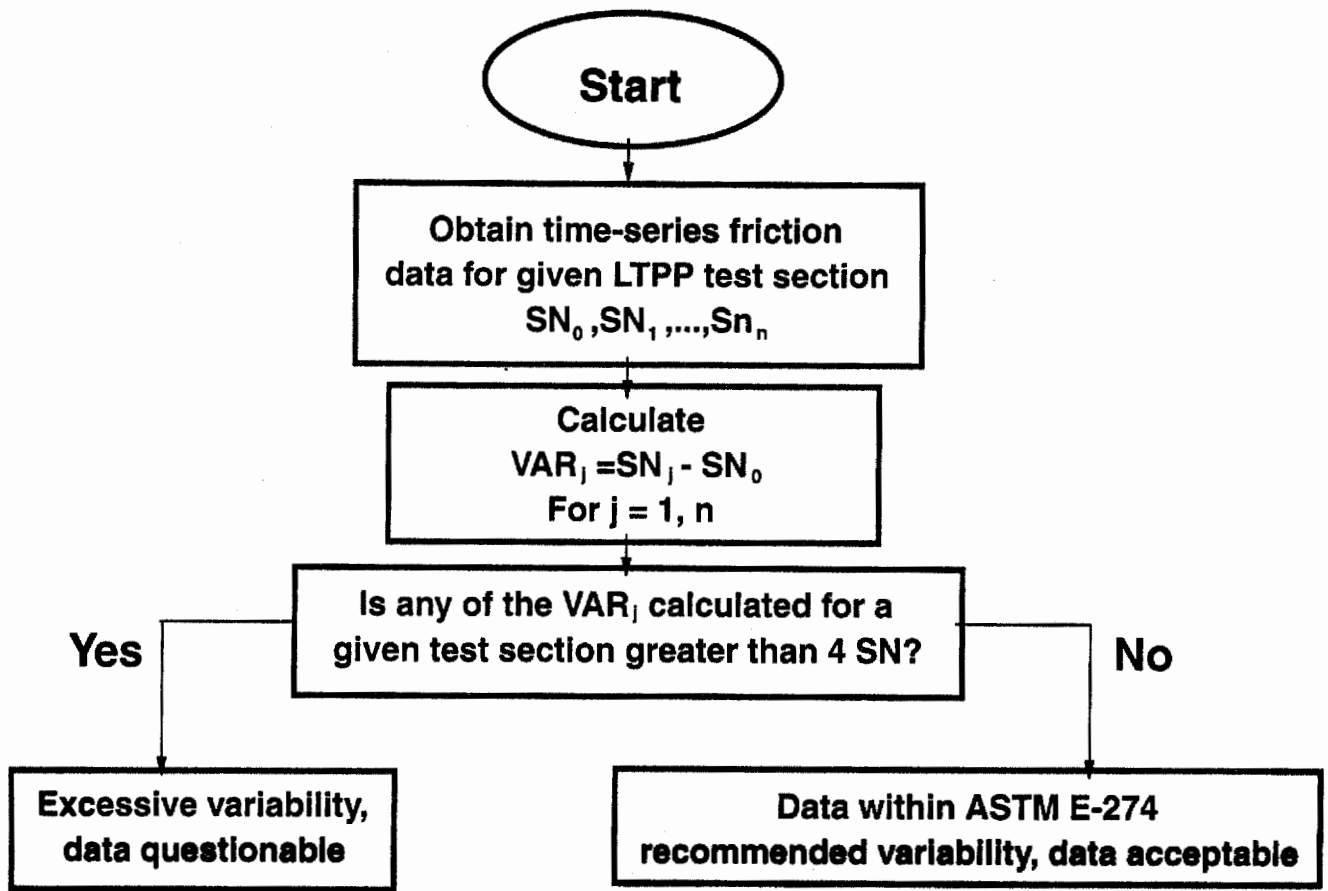 Start
Obtain time-series friction
data for given LTPP test section
SN₀ ,SN₁ ,...,Snₙ
Calculate
VARⱼ =SNⱼ - SN₀
For j = 1, n
Is any of the VARⱼ calculated for a
given test section greater than 4 SN?
Yes
No
Excessive variability,
data questionable
Data within ASTM E-274
recommended variability, data acceptable